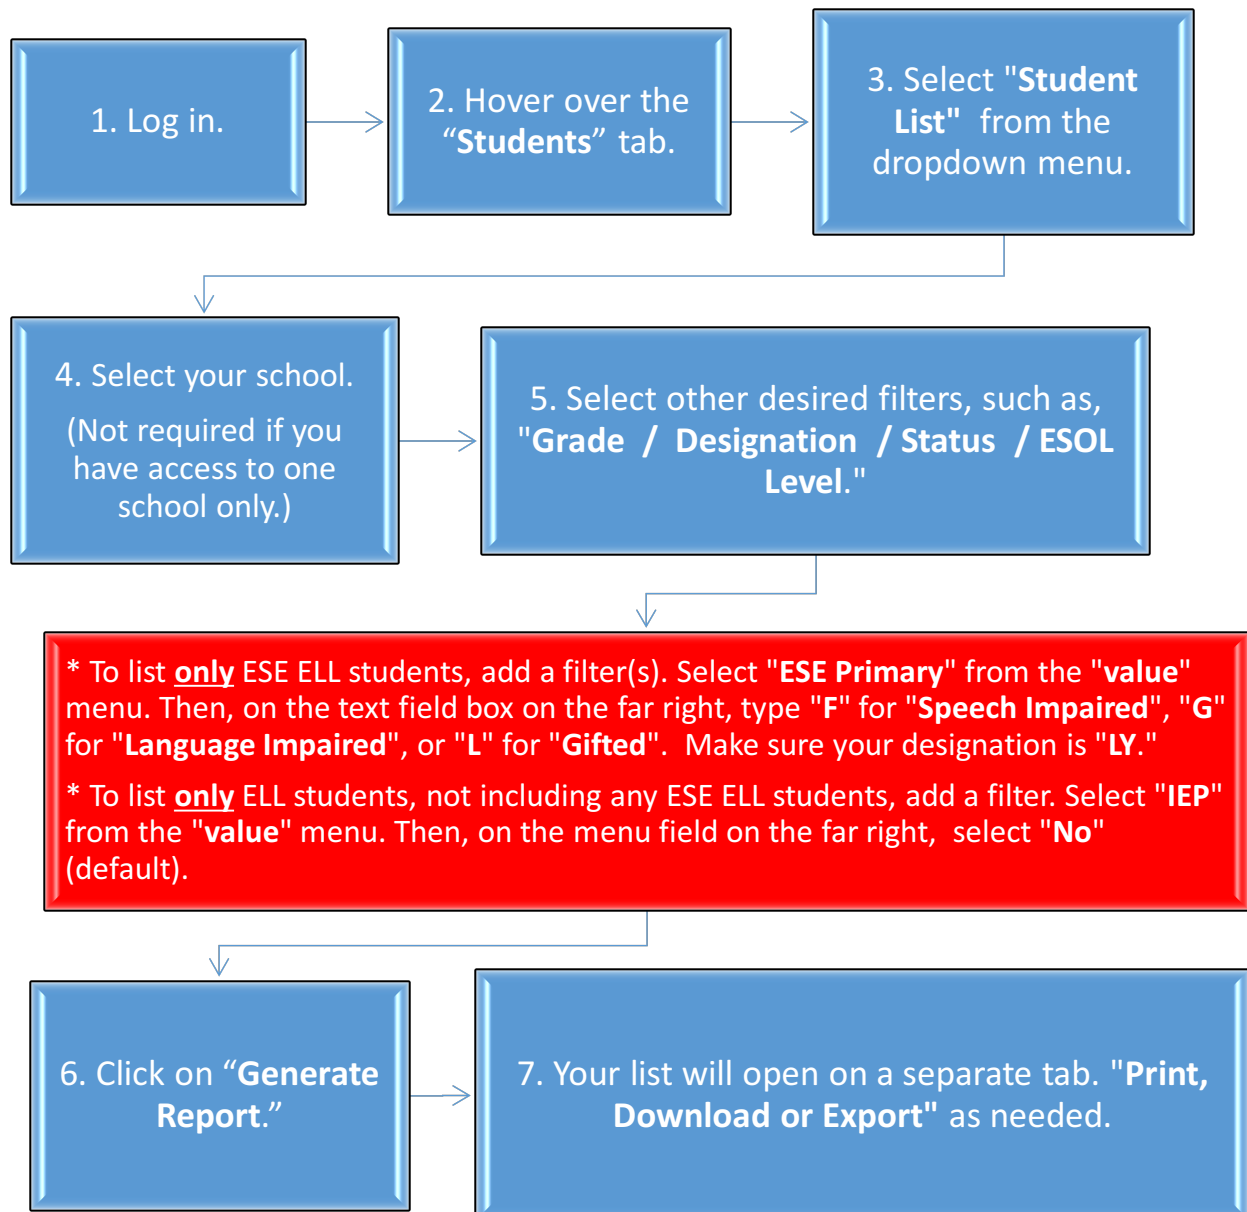 1. Log in.
2. Hover over the
“Students” tab.
3. Select "Student
List" from the
dropdown menu.
4. Select your school.
(Not required if you
have access to one
school only.)
5. Select other desired filters, such as,
"Grade / Designation / Status / ESOL
Level."
* To list only ESE ELL students, add a filter(s). Select "ESE Primary" from the "value"
menu. Then, on the text field box on the far right, type "F" for "Speech Impaired", "G"
for "Language Impaired", or "L" for "Gifted". Make sure your designation is "LY."
* To list only ELL students, not including any ESE ELL students, add a filter. Select "IEP"
from the "value" menu. Then, on the menu field on the far right, select "No"
(default).
6. Click on “Generate
Report.”
7. Your list will open on a separate tab. "Print,
Download or Export" as needed.